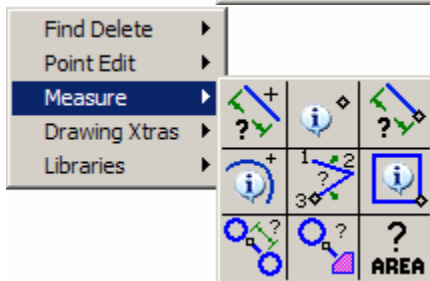 Find Delete
Point Edit
Measure
Drawing Xtras
Libraries
+
?
?
+
1 2
?
3
?
?
?
AREA